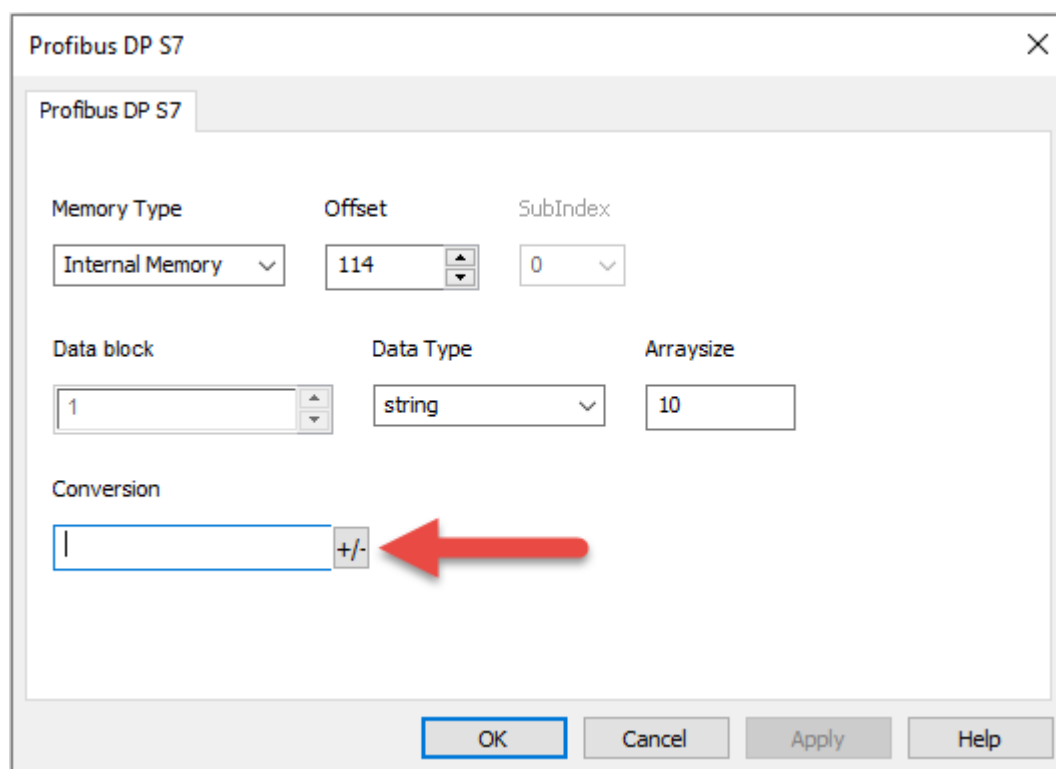 Profibus DP S7
Profibus DP S7
Memory Type Offset SubIndex
Internal Memory 114 0
Data block Data Type Arraysize
1 string 10
Conversion
+/-
OK Cancel Apply Help